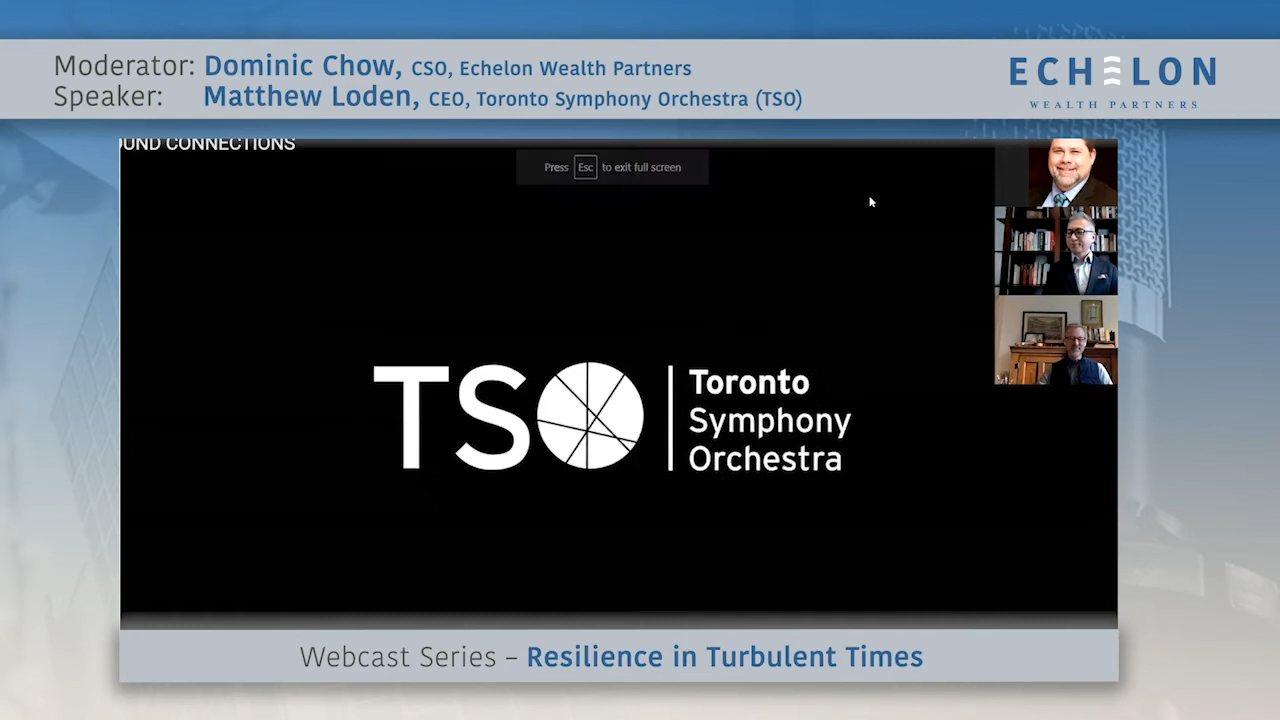 Moderator: Dominic Chow, CSO, Echelon Wealth Partners
Speaker: Matthew Loden, CEO, Toronto Symphony Orchestra (TSO)
ECHELON
WEALTH PARTNERS
OUND CONNECTIONS
Press Esc to exit full screen
TSO
Toronto
Symphony
Orchestra
Webcast Series – Resilience in Turbulent Times